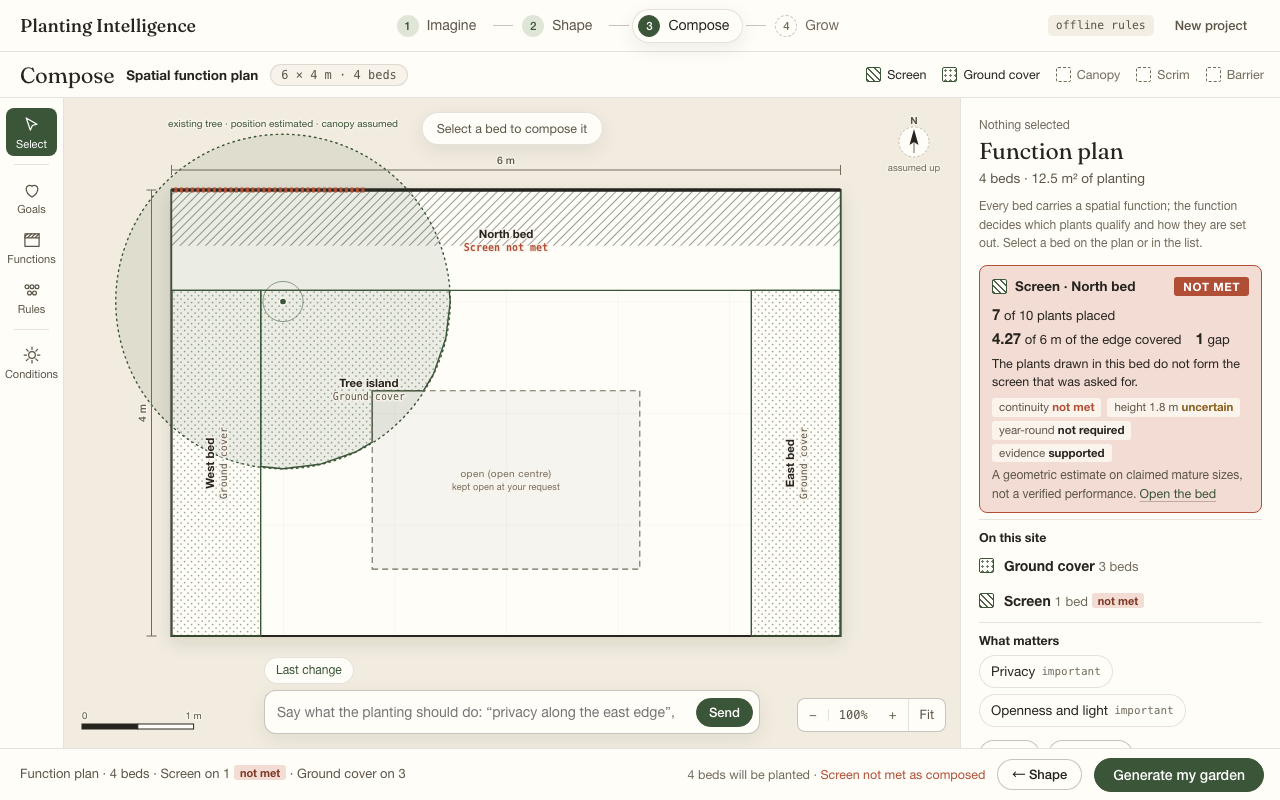 Planting Intelligence
1 Imagine
2 Shape
3 Compose
4 Grow
offline rules
New project
Compose Spatial function plan 6 × 4 m · 4 beds
Screen
Ground cover
Canopy
Scrim
Barrier
Select
Goals
Functions
Rules
Conditions
existing tree · position estimated · canopy assumed
Select a bed to compose it
N
assumed up
6 m
4 m
North bed
Screen not met
Tree island
Ground cover
West bed
Ground cover
East bed
Ground cover
open (open centre)
kept open at your request
Last change
Say what the planting should do: “privacy along the east edge”,
Send
0 1 m
− 100% + Fit
Nothing selected
Function plan
4 beds · 12.5 m² of planting
Every bed carries a spatial function; the function
decides which plants qualify and how they are set
out. Select a bed on the plan or in the list.
Screen · North bed NOT MET
7 of 10 plants placed
4.27 of 6 m of the edge covered 1 gap
The plants drawn in this bed do not form the
screen that was asked for.
continuity not met height 1.8 m uncertain
year-round not required
evidence supported
A geometric estimate on claimed mature sizes,
not a verified performance. Open the bed
On this site
Ground cover 3 beds
Screen 1 bed not met
What matters
Privacy important
Openness and light important
Function plan · 4 beds · Screen on 1 not met · Ground cover on 3
4 beds will be planted · Screen not met as composed
← Shape
Generate my garden